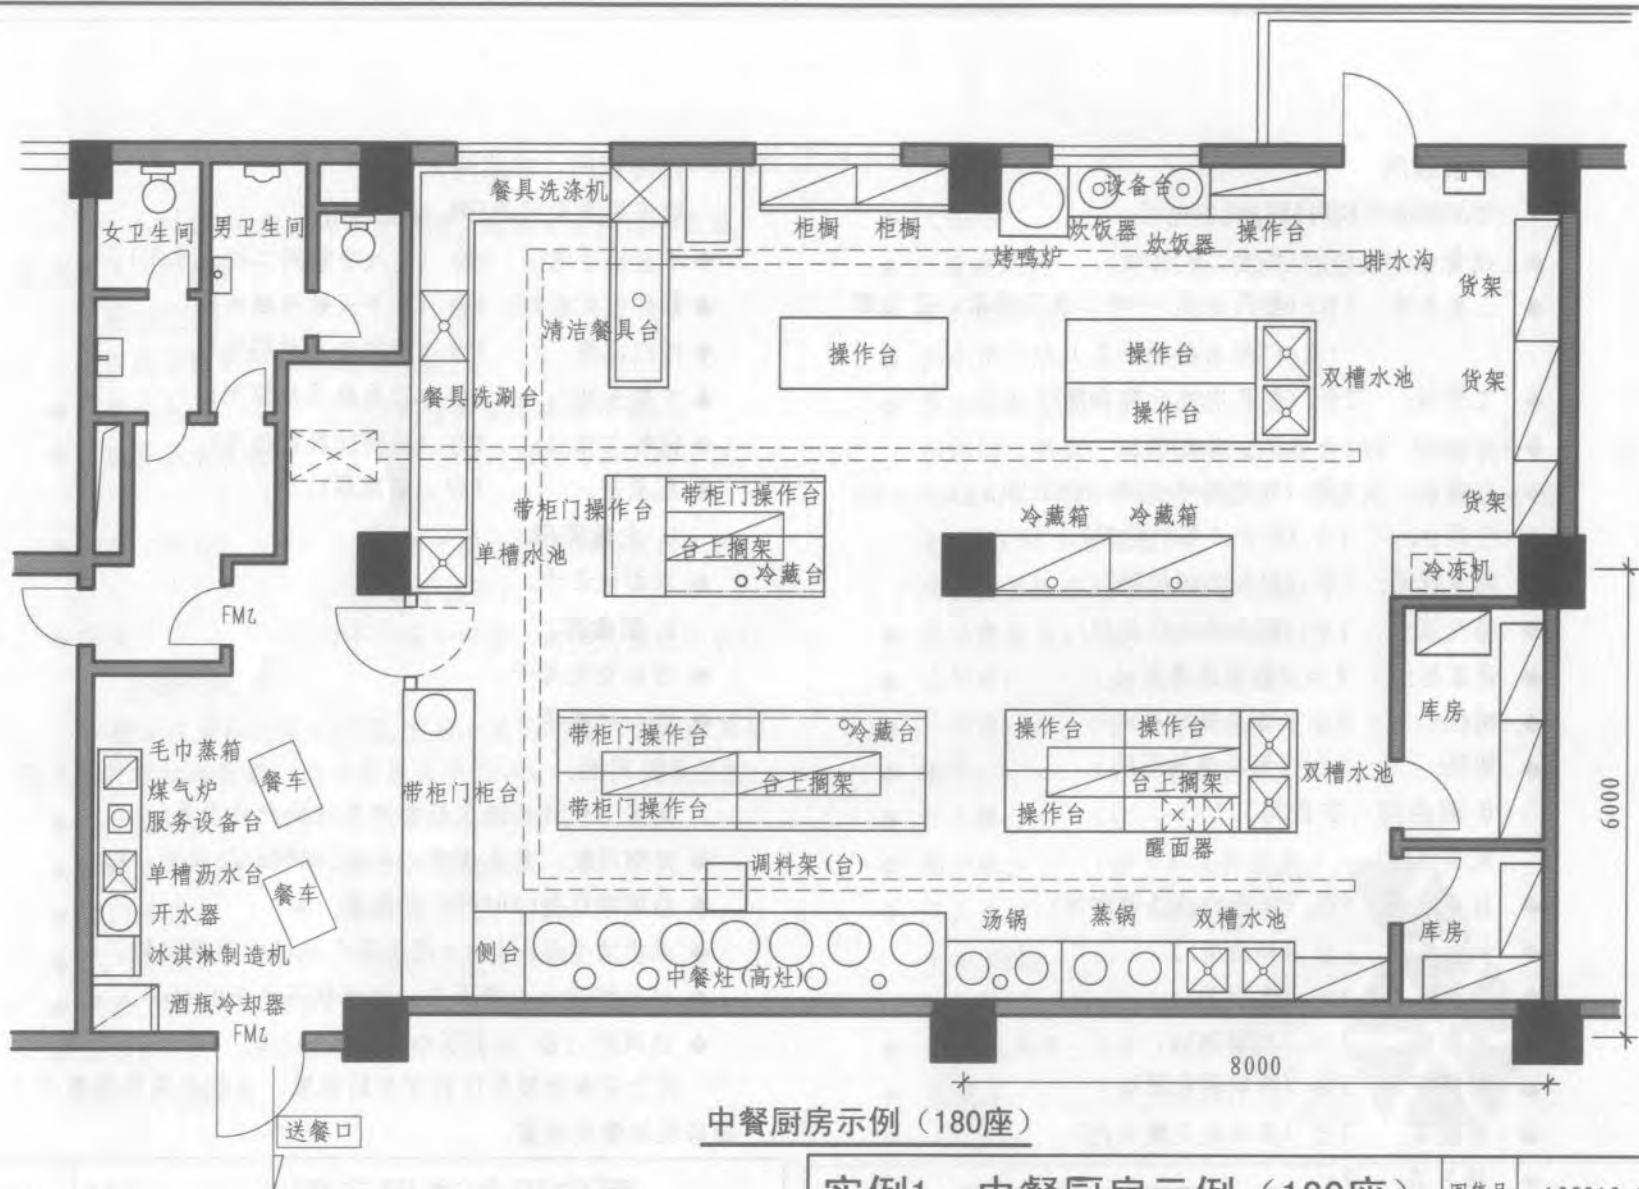 餐具洗涤机
设备台
女卫生间
男卫生间
柜橱
柜橱
炊饭器
炊饭器
操作台
烤鸭炉
排水沟
货架
清洁餐具台
操作台
操作台
双槽水池
货架
餐具洗涮台
操作台
带柜门操作台
带柜门操作台
冷藏箱
冷藏箱
货架
单槽水池
台上搁架
冷藏台
冷冻机
FM乙
库房
毛巾蒸箱
餐车
带柜门操作台
冷藏台
操作台
操作台
煤气炉
带柜门柜台
台上搁架
台上搁架
双槽水池
服务设备台
带柜门操作台
操作台
6000
醒面器
单槽沥水台
餐车
调料架(台)
开水器
汤锅
蒸锅
双槽水池
库房
冰淇淋制造机
侧台
中餐灶(高灶)
酒瓶冷却器
FM乙
8000
送餐口
中餐厨房示例（180座）